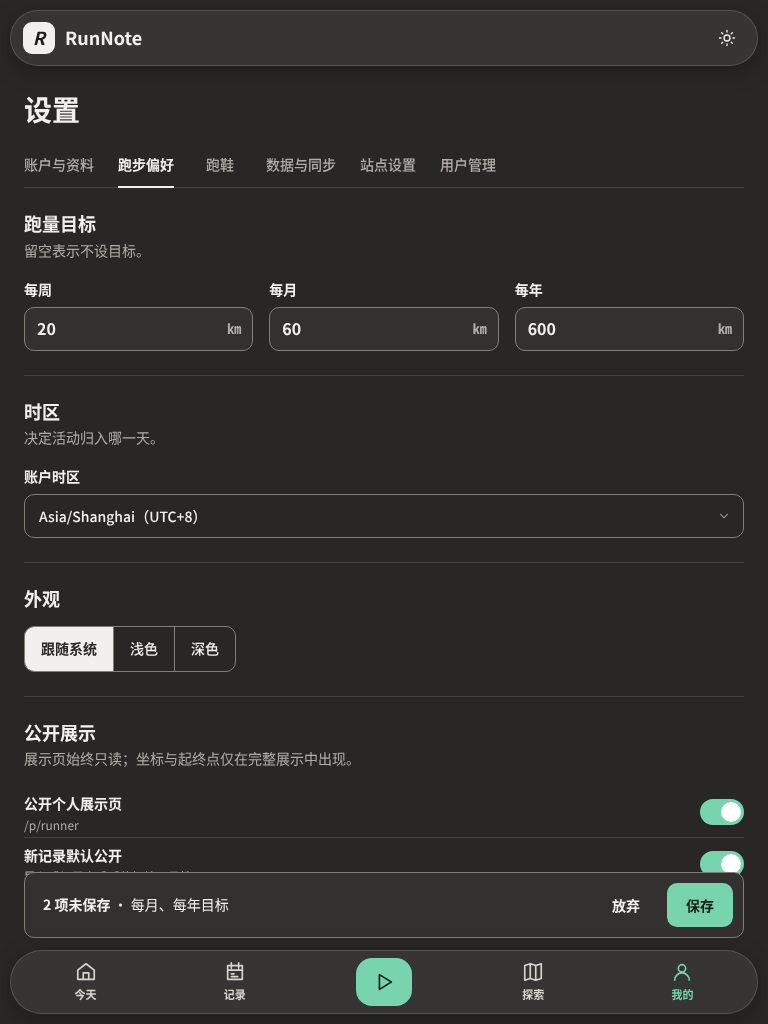 R RunNote
设置
账户与资料 跑步偏好 跑鞋 数据与同步 站点设置 用户管理
跑量目标
留空表示不设目标。
每周 每月 每年
20 km 60 km 600 km
时区
决定活动归入哪一天。
账户时区
Asia/Shanghai（UTC+8）
外观
跟随系统 浅色 深色
公开展示
展示页始终只读；坐标与起终点仅在完整展示中出现。
公开个人展示页
/p/runner
新记录默认公开
2 项未保存 · 每月、每年目标 放弃 保存
今天 记录 探索 我的